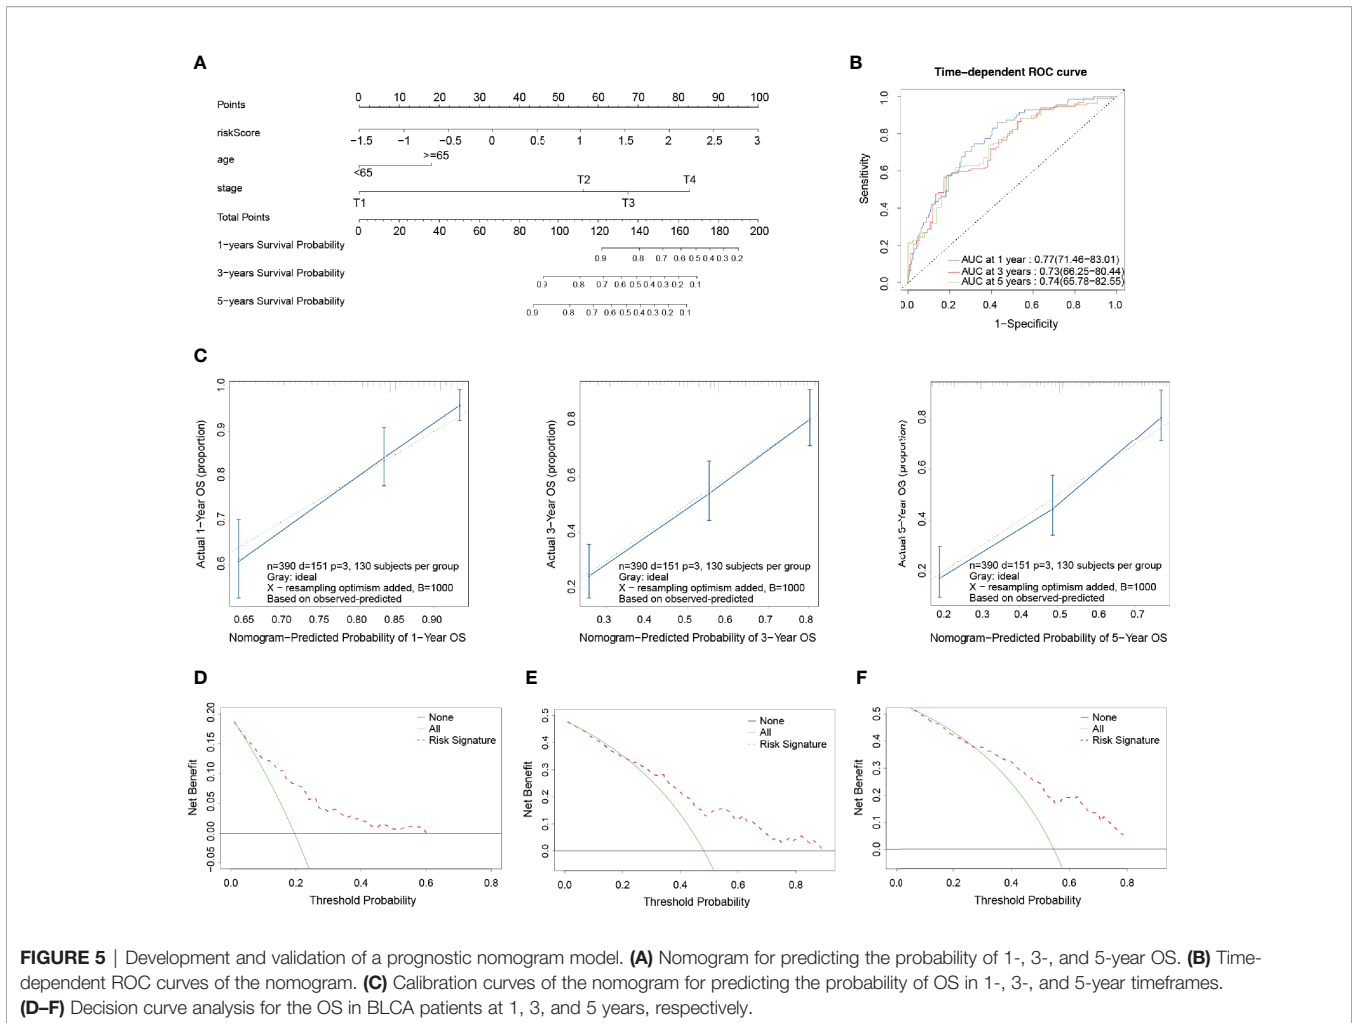 A
Points
0 10 20 30 40 50 60 70 80 90 100
riskScore
−1.5 −1 −0.5 0 0.5 1 1.5 2 2.5 3
age
>=65
<65
stage
T2 T4
T1 T3
Total Points
0 20 40 60 80 100 120 140 160 180 200
1-years Survival Probability
0.9 0.8 0.7 0.6 0.5 0.4 0.3 0.2
3-years Survival Probability
0.9 0.8 0.7 0.6 0.5 0.4 0.3 0.2 0.1
5-years Survival Probability
0.9 0.8 0.7 0.6 0.5 0.4 0.3 0.2 0.1
B
Time−dependent ROC curve
Sensitivity
1.0
0.8
0.6
0.4
0.2
0.0
AUC at 1 year : 0.77(71.46−83.01)
AUC at 3 years : 0.73(66.25−80.44)
AUC at 5 years : 0.74(65.78−82.55)
0.0 0.2 0.4 0.6 0.8 1.0
1−Specificity
C
Actual 1−Year OS (proportion)
1.0
0.9
0.8
0.7
0.6
n=390 d=151 p=3, 130 subjects per group
Gray: ideal
X − resampling optimism added, B=1000
Based on observed-predicted
0.65 0.70 0.75 0.80 0.85 0.90
Nomogram−Predicted Probability of 1−Year OS
Actual 3−Year OS (proportion)
0.8
0.6
0.4
0.2
n=390 d=151 p=3, 130 subjects per group
Gray: ideal
X − resampling optimism added, B=1000
Based on observed-predicted
0.3 0.4 0.5 0.6 0.7 0.8
Nomogram−Predicted Probability of 3−Year OS
Actual 5−Year OS (proportion)
0.8
0.6
0.4
0.2
n=390 d=151 p=3, 130 subjects per group
Gray: ideal
X − resampling optimism added, B=1000
Based on observed-predicted
0.2 0.3 0.4 0.5 0.6 0.7
Nomogram−Predicted Probability of 5−Year OS
D
Net Benefit
0.20
0.15
0.10
0.05
0.00
−0.05
None
All
Risk Signature
0.0 0.2 0.4 0.6 0.8
Threshold Probability
E
Net Benefit
0.5
0.4
0.3
0.2
0.1
0.0
None
All
Risk Signature
0.0 0.2 0.4 0.6 0.8
Threshold Probability
F
Net Benefit
0.5
0.4
0.3
0.2
0.1
0.0
None
All
Risk Signature
0.0 0.2 0.4 0.6 0.8
Threshold Probability
FIGURE 5 | Development and validation of a prognostic nomogram model. (A) Nomogram for predicting the probability of 1-, 3-, and 5-year OS. (B) Time-
dependent ROC curves of the nomogram. (C) Calibration curves of the nomogram for predicting the probability of OS in 1-, 3-, and 5-year timeframes.
(D–F) Decision curve analysis for the OS in BLCA patients at 1, 3, and 5 years, respectively.